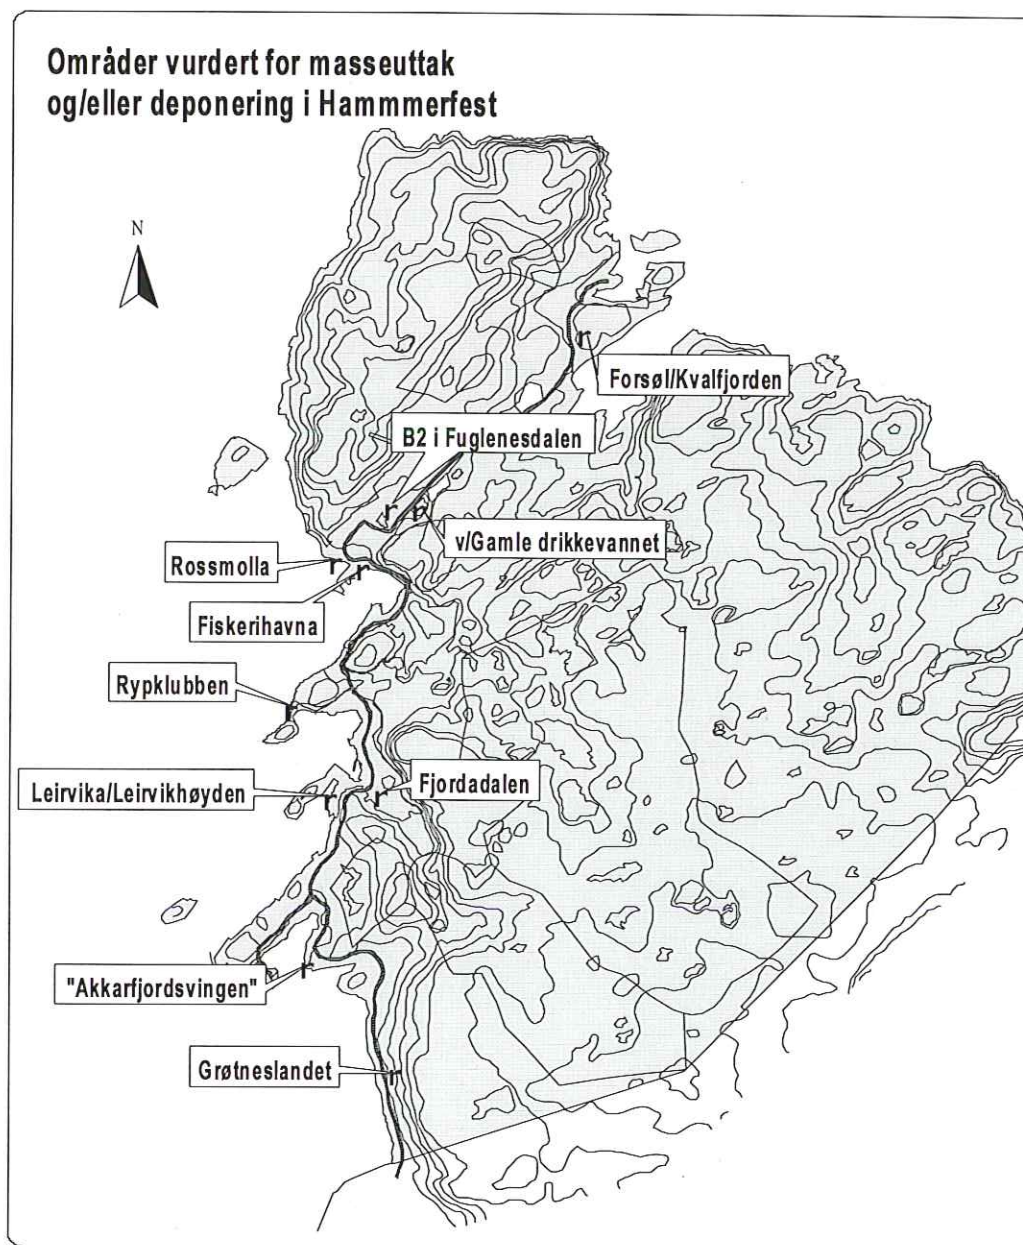 Områder vurdert for masseuttak
og/eller deponering i Hammmerfest
N
r
Forsøl/Kvalfjorden
B2 i Fuglenesdalen
r
r
v/Gamle drikkevannet
Rossmolla
r
r
Fiskerihavna
Rypklubben
r
Fjordadalen
Leirvika/Leirvikhøyden
r
r
"Akkarfjordsvingen"
r
Grøtneslandet
r